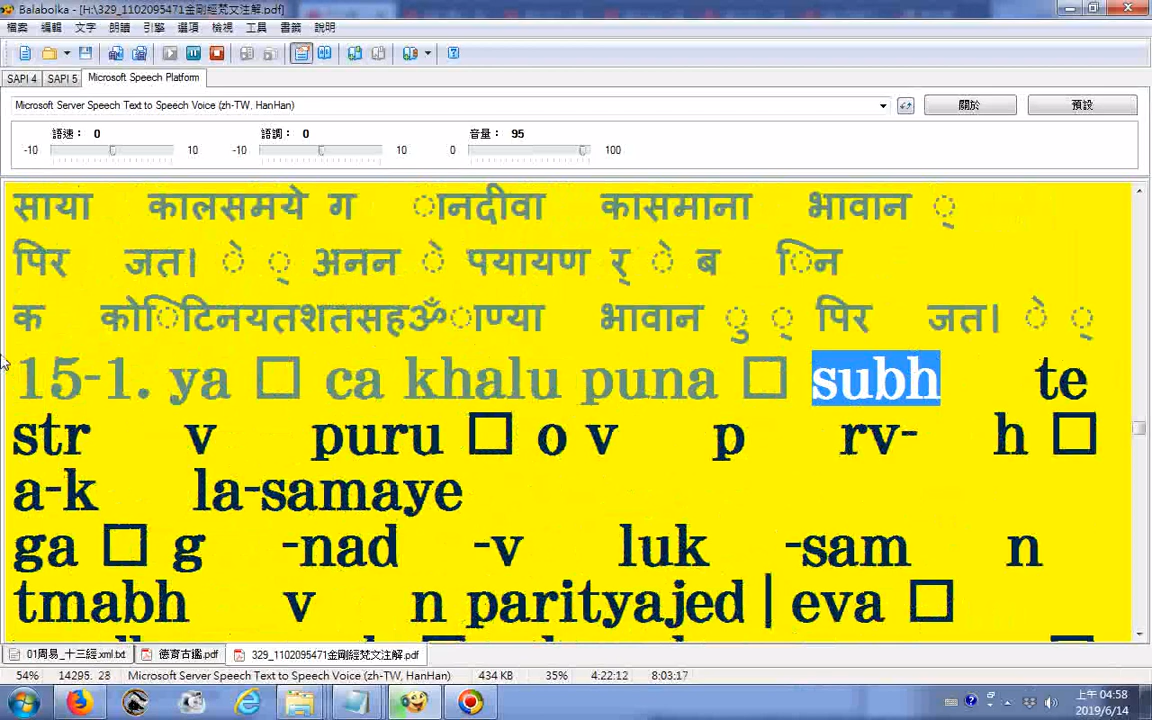 Balabolka - [H:\329_1102095471金剛經梵文注解.pdf]
檔案 編輯 文字 朗讀 引擎 選項 檢視 工具 書籤 說明
SAPI 4 SAPI 5 Microsoft Speech Platform
Microsoft Server Speech Text to Speech Voice (zh-TW, HanHan) 關於 預設
語速： 0 語調： 0 音量： 95
-10 10 -10 10 0 100
साया कालसमये ग ानदीवा कासमाना भावान ्
पिर जत। े ् अनन े पयायण र् े ब िन
क कोििटिनयतशतसहॐाण्या भावान ु ् पिर जत। े ्
15-1. ya □ ca khalu puna □ subh te
str v puru □ o v p rv- h □
a-k la-samaye
ga □ g -nad -v luk -sam n
tmabh v n parityajed | eva □
01周易_十三經.xml.txt 德育古鑑.pdf 329_1102095471金剛經梵文注解.pdf
54% 14295. 23 Microsoft Server Speech Text to Speech Voice (zh-TW, HanHan) 434 KB 35% 4:22:12 8:03:17
上午 04:58
2019/6/14